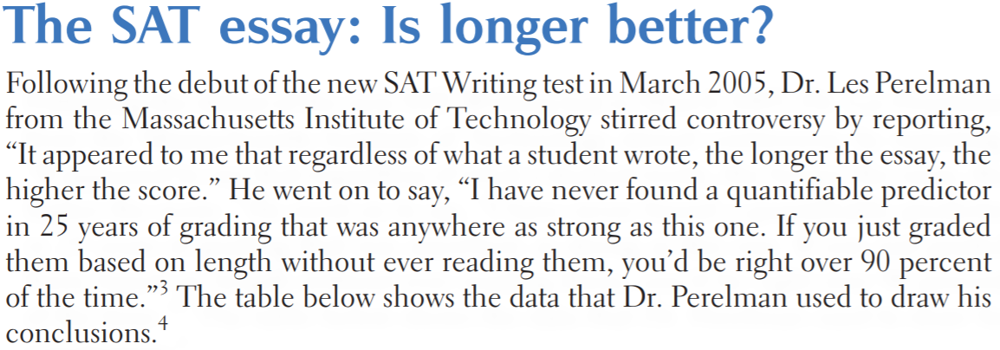 The SAT essay: Is longer better?
Following the debut of the new SAT Writing test in March 2005, Dr. Les Perelman
from the Massachusetts Institute of Technology stirred controversy by reporting,
“It appeared to me that regardless of what a student wrote, the longer the essay, the
higher the score.” He went on to say, “I have never found a quantifiable predictor
in 25 years of grading that was anywhere as strong as this one. If you just graded
them based on length without ever reading them, you’d be right over 90 percent
of the time.”³ The table below shows the data that Dr. Perelman used to draw his
conclusions.⁴